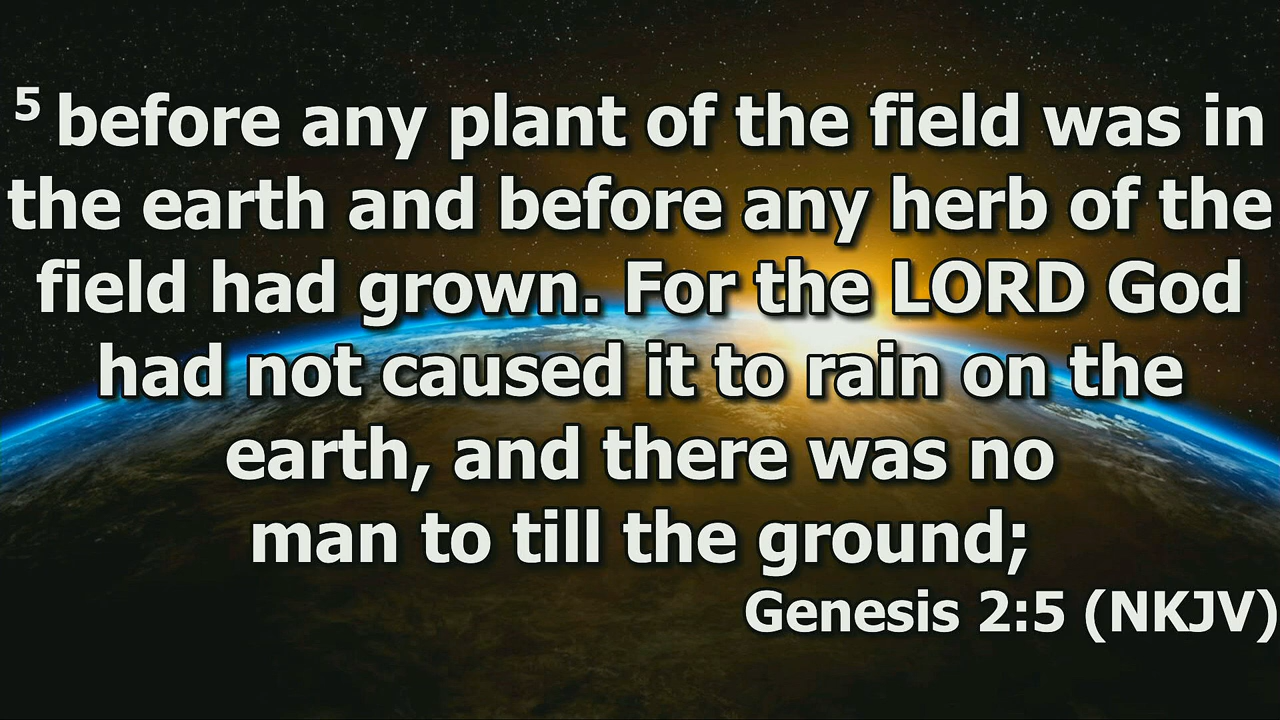 5 before any plant of the field was in
the earth and before any herb of the
field had grown. For the LORD God
had not caused it to rain on the
earth, and there was no
man to till the ground;
Genesis 2:5 (NKJV)